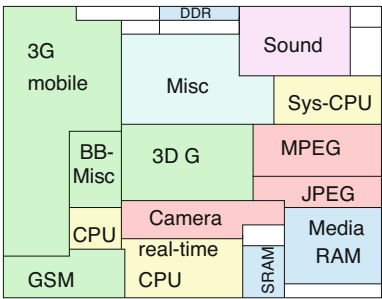 DDR
3G
mobile
Sound
Misc
Sys-CPU
BB-
Misc
3D G
MPEG
JPEG
CPU
Camera
Media
RAM
real-time
CPU
SRAM
GSM